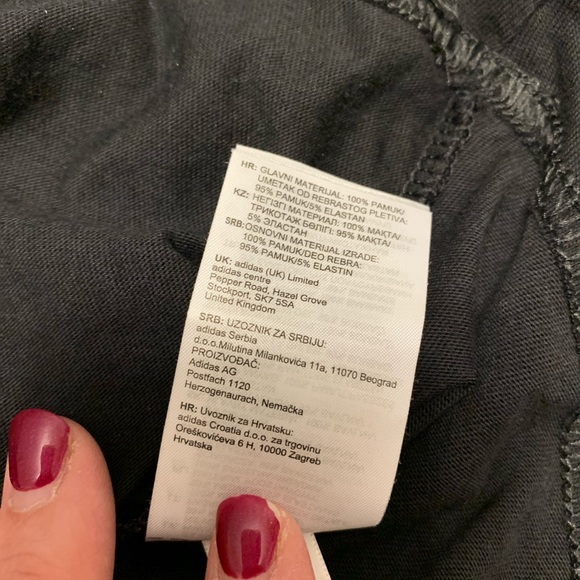 HR: GLAVNI MATERIJAL: 100% PAMUK/
UMETAK OD REBRASTOG PLETIVA:
95% PAMUK/5% ELASTAN
KZ: НЕГІЗГІ МАТЕРИАЛ: 100% МАКТА/
ТРИКОТАЖ БӨЛІГІ: 95% МАКТА/
5% ЭЛАСТАН
SRB: OSNOVNI MATERIJAL IZRADE:
100% PAMUK/DEO REBRA:
95% PAMUK/5% ELASTIN
UK: adidas (UK) Limited
adidas centre
Pepper Road, Hazel Grove
Stockport, SK7 5SA
United Kingdom
SRB: UZOZNIK ZA SRBIJU:
adidas Serbia
d.o.o.Milutina Milankovića 11a, 11070 Beograd
PROIZVOĐAČ:
Adidas AG
Postfach 1120
Herzogenaurach, Nemačka
HR: Uvoznik za Hrvatsku:
adidas Croatia d.o.o. za trgovinu
Oreškovićeva 6 H, 10000 Zagreb
Hrvatska